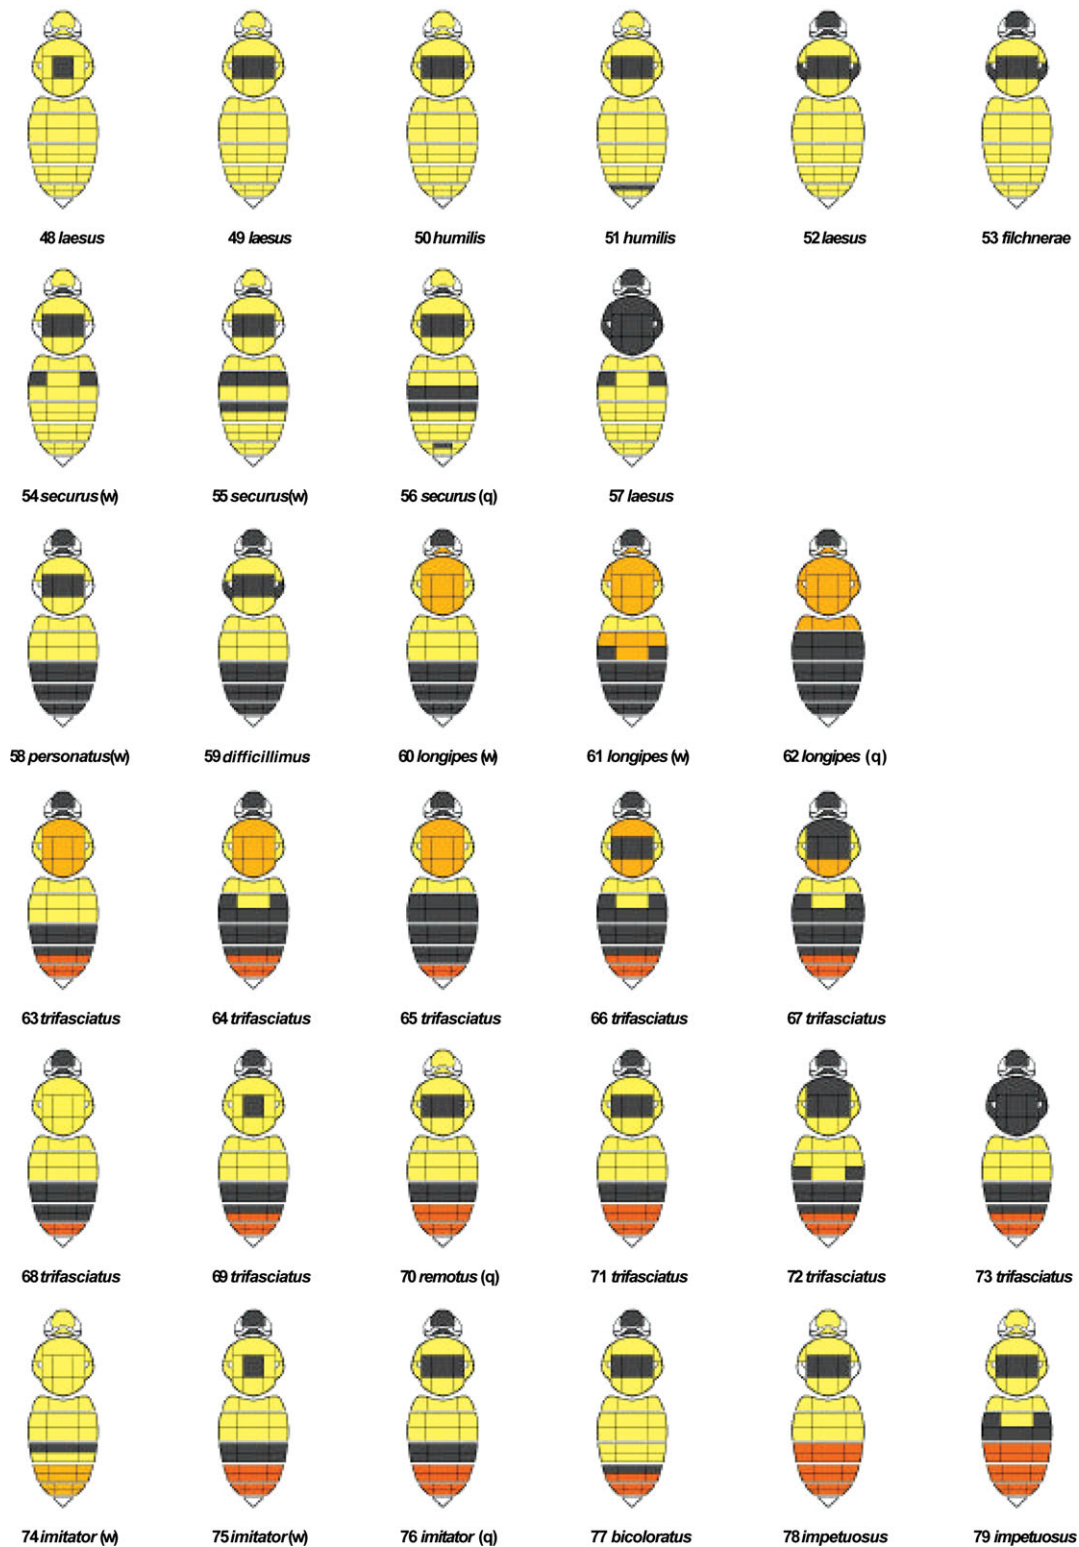 48 laesus 49 laesus 50 humilis 51 humilis 52 laesus 53 filchnerae
54 securus (w) 55 securus(w) 56 securus (q) 57 laesus
58 personatus(w) 59 difficillimus 60 longipes (w) 61 longipes (w) 62 longipes (q)
63 trifasciatus 64 trifasciatus 65 trifasciatus 66 trifasciatus 67 trifasciatus
68 trifasciatus 69 trifasciatus 70 remotus (q) 71 trifasciatus 72 trifasciatus 73 trifasciatus
74 imitator (w) 75 imitator(w) 76 imitator (q) 77 bicoloratus 78 impetuosus 79 impetuosus